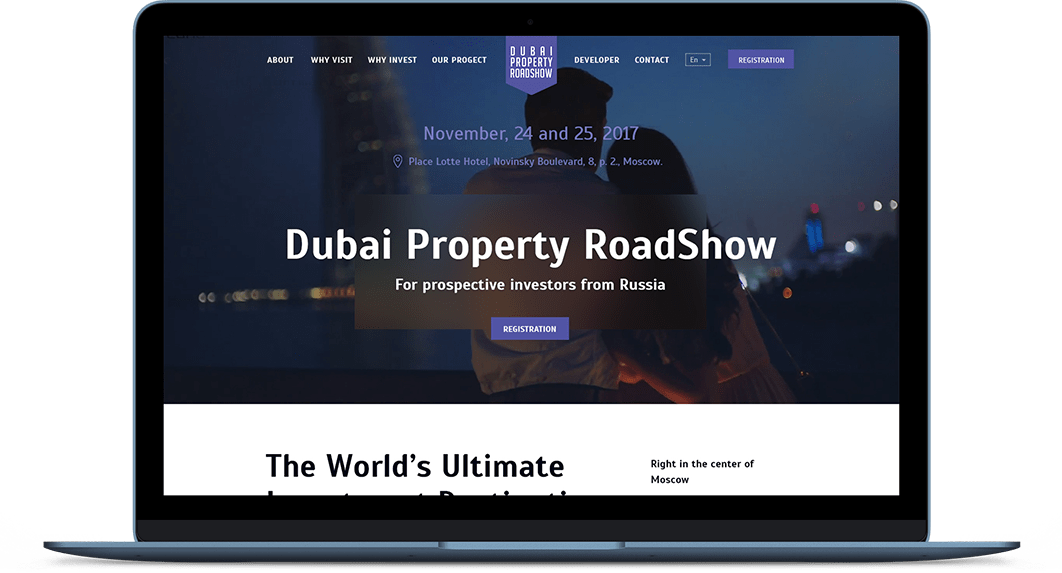 ABOUT WHY VISIT WHY INVEST OUR PROGECT
DUBAI
PROPERTY
ROADSHOW
DEVELOPER CONTACT En REGISTRATION
November, 24 and 25, 2017
Place Lotte Hotel, Novinsky Boulevard, 8, p. 2., Moscow.
Dubai Property RoadShow
For prospective investors from Russia
REGISTRATION
The World's Ultimate
Right in the center of
Moscow